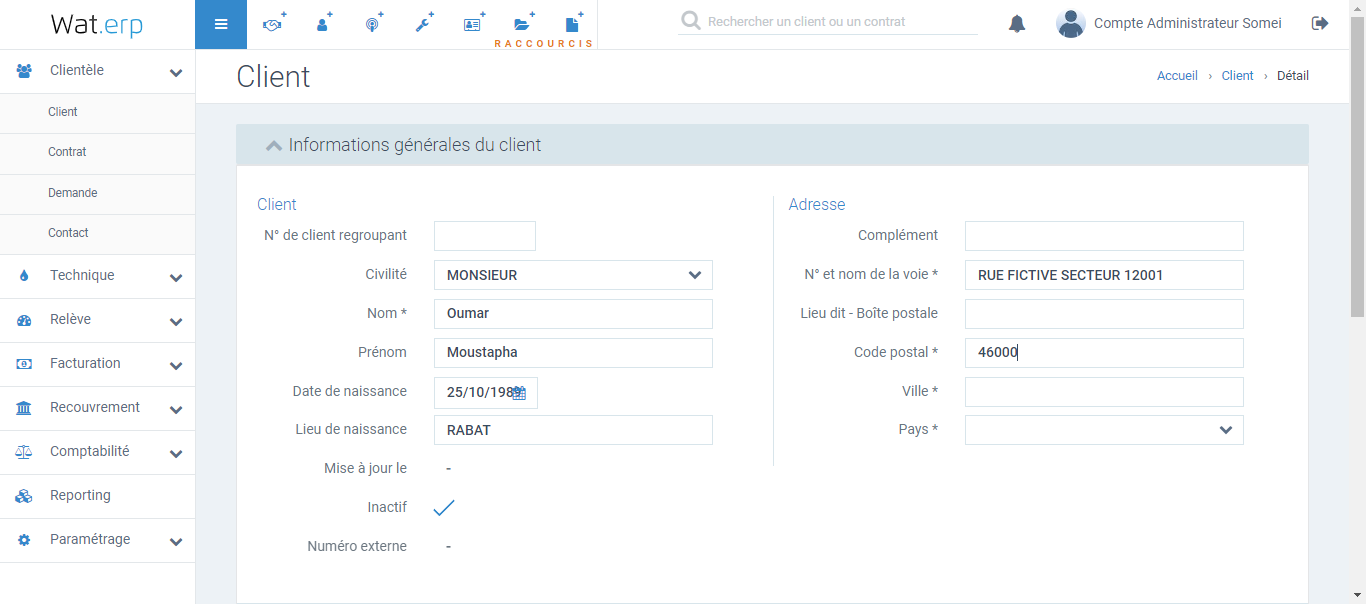 Wat.erp
RACCOURCIS
Rechercher un client ou un contrat
Compte Administrateur Somei
Clientèle
Client
Contrat
Demande
Contact
Technique
Relève
Facturation
Recouvrement
Comptabilité
Reporting
Paramétrage
Client
Accueil › Client › Détail
Informations générales du client
Client
N° de client regroupant
Civilité MONSIEUR
Nom * Oumar
Prénom Moustapha
Date de naissance 25/10/1989
Lieu de naissance RABAT
Mise à jour le -
Inactif
Numéro externe -
Adresse
Complément
N° et nom de la voie * RUE FICTIVE SECTEUR 12001
Lieu dit - Boîte postale
Code postal * 46000
Ville *
Pays *